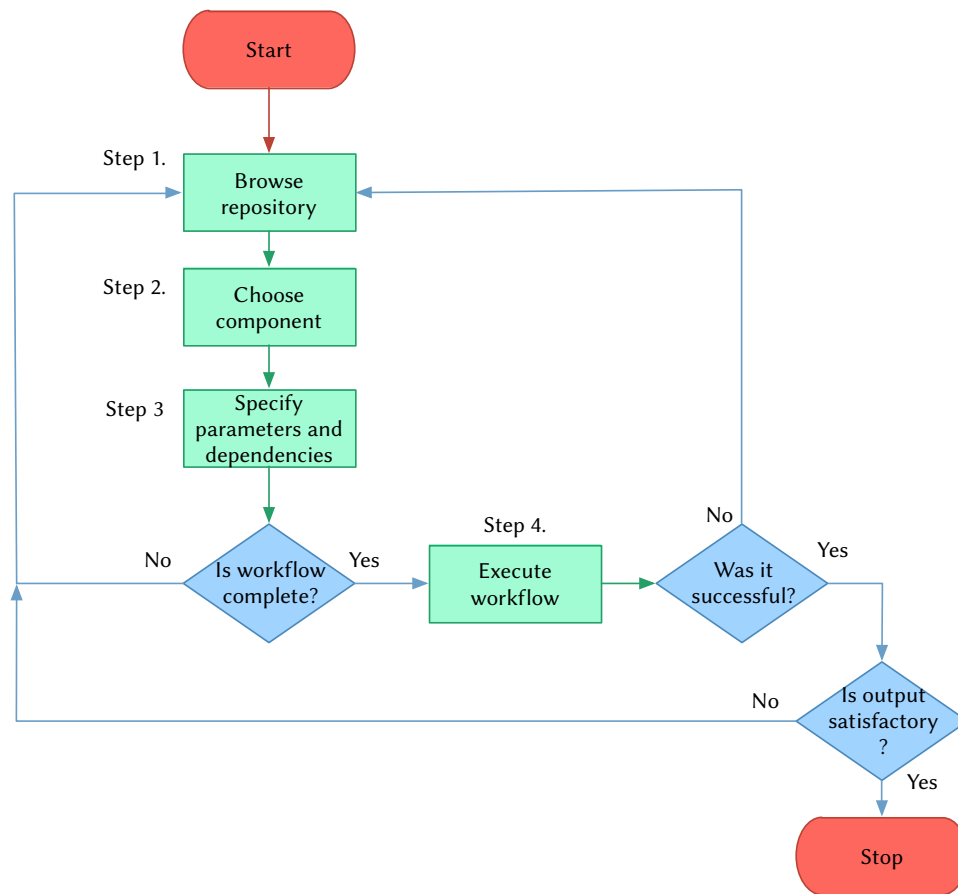 Start
Step 1.
Browse
repository
Step 2.
Choose
component
Step 3
Specify
parameters and
dependencies
No
Is workflow
complete?
Yes
Step 4.
Execute
workflow
No
Was it
successful?
Yes
No
Is output
satisfactory
?
Yes
Stop